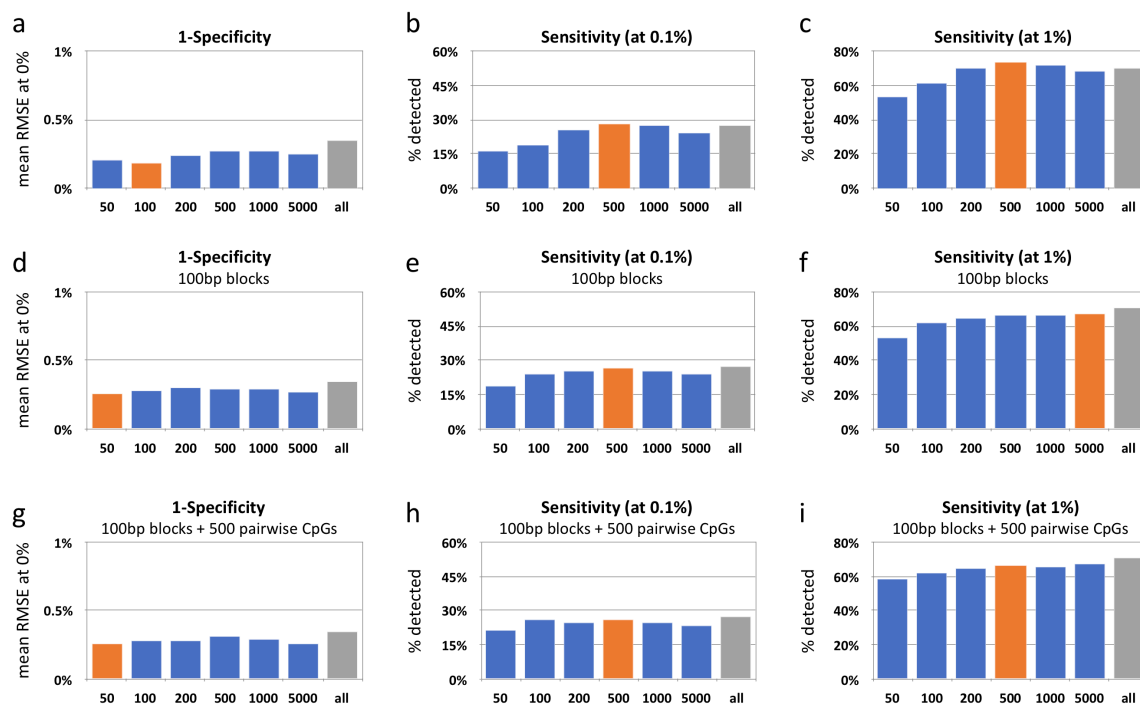 a
1-Specificity
mean RMSE at 0%
1%
0.5%
0%
50 100 200 500 1000 5000 all
b
Sensitivity (at 0.1%)
% detected
60%
45%
30%
15%
0%
50 100 200 500 1000 5000 all
c
Sensitivity (at 1%)
% detected
80%
60%
40%
20%
0%
50 100 200 500 1000 5000 all
d
1-Specificity
100bp blocks
mean RMSE at 0%
1%
0.5%
0%
50 100 200 500 1000 5000 all
e
Sensitivity (at 0.1%)
100bp blocks
% detected
60%
45%
30%
15%
0%
50 100 200 500 1000 5000 all
f
Sensitivity (at 1%)
100bp blocks
% detected
80%
60%
40%
20%
0%
50 100 200 500 1000 5000 all
g
1-Specificity
100bp blocks + 500 pairwise CpGs
mean RMSE at 0%
1%
0.5%
0%
50 100 200 500 1000 5000 all
h
Sensitivity (at 0.1%)
100bp blocks + 500 pairwise CpGs
% detected
60%
45%
30%
15%
0%
50 100 200 500 1000 5000 all
i
Sensitivity (at 1%)
100bp blocks + 500 pairwise CpGs
% detected
80%
60%
40%
20%
0%
50 100 200 500 1000 5000 all